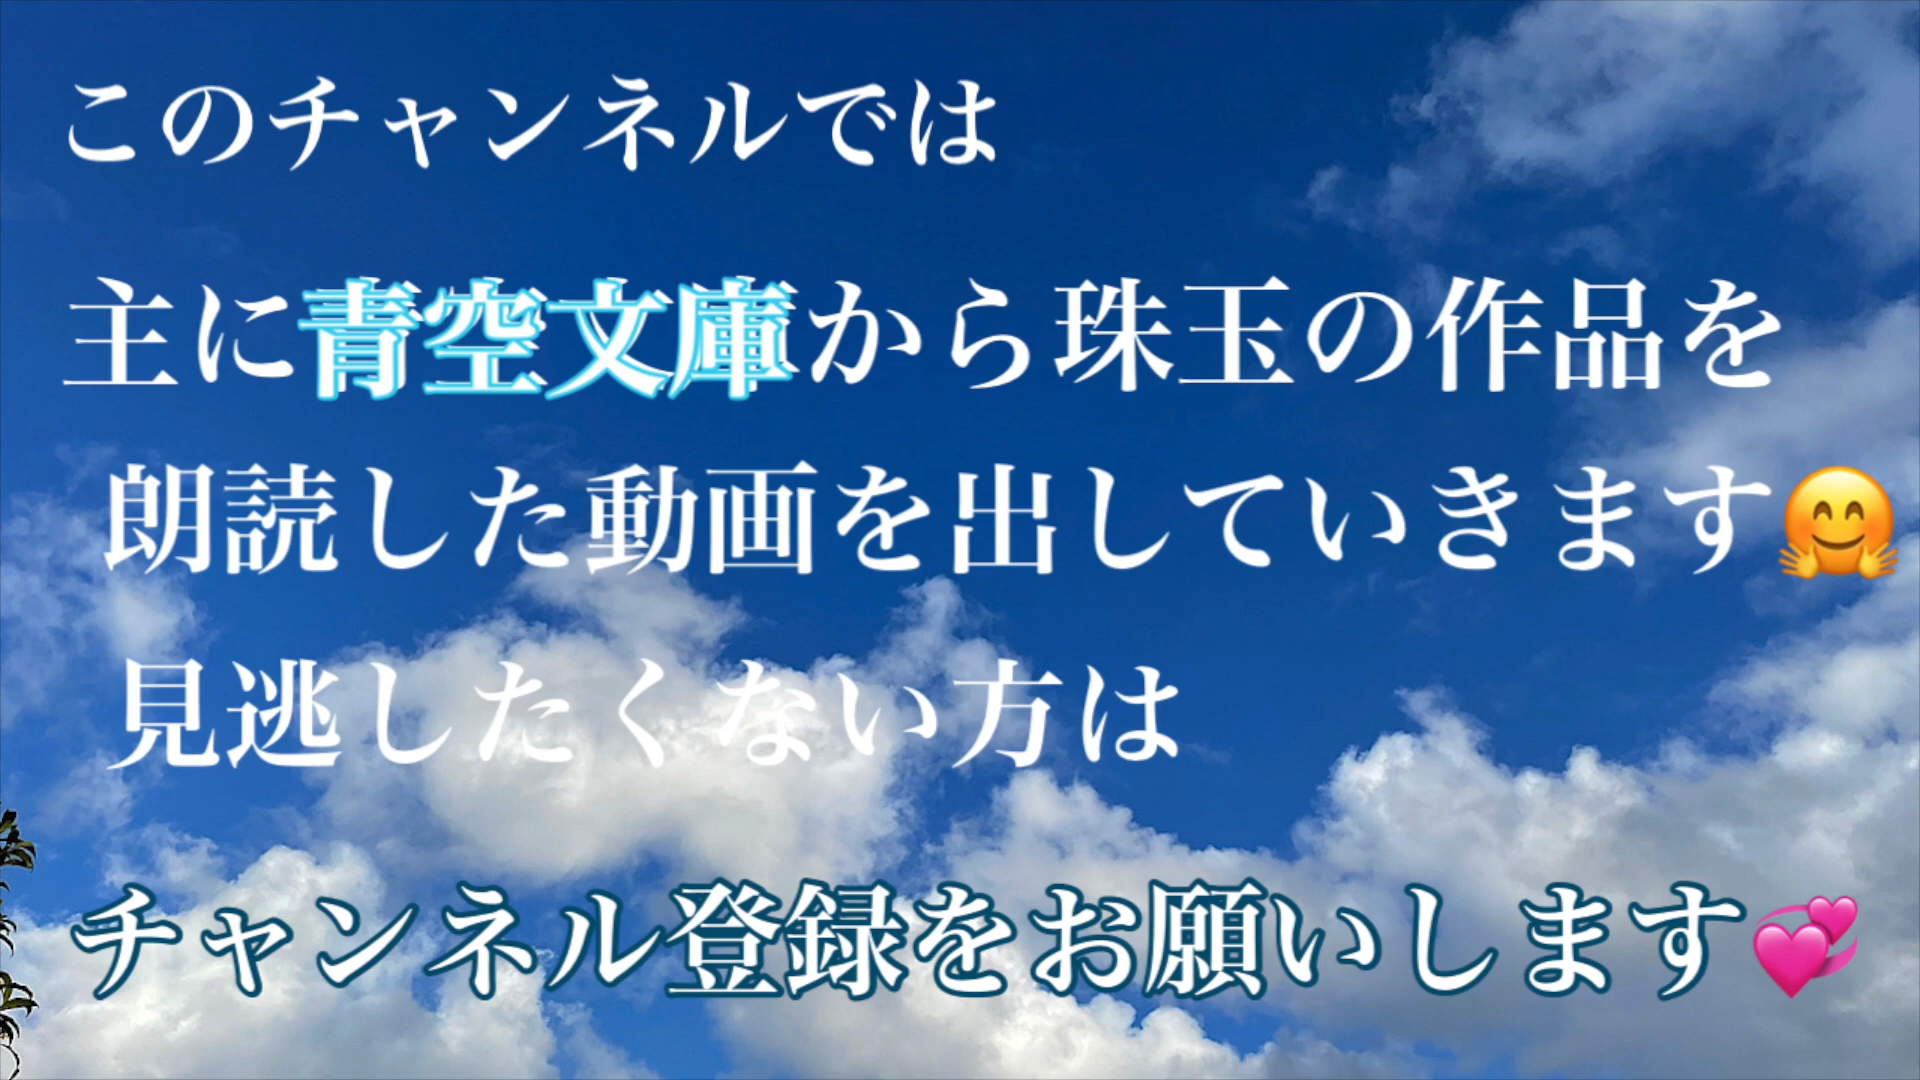 このチャンネルでは
主に青空文庫から珠玉の作品を
朗読した動画を出していきます🤗
見逃したくない方は
チャンネル登録をお願いします💞